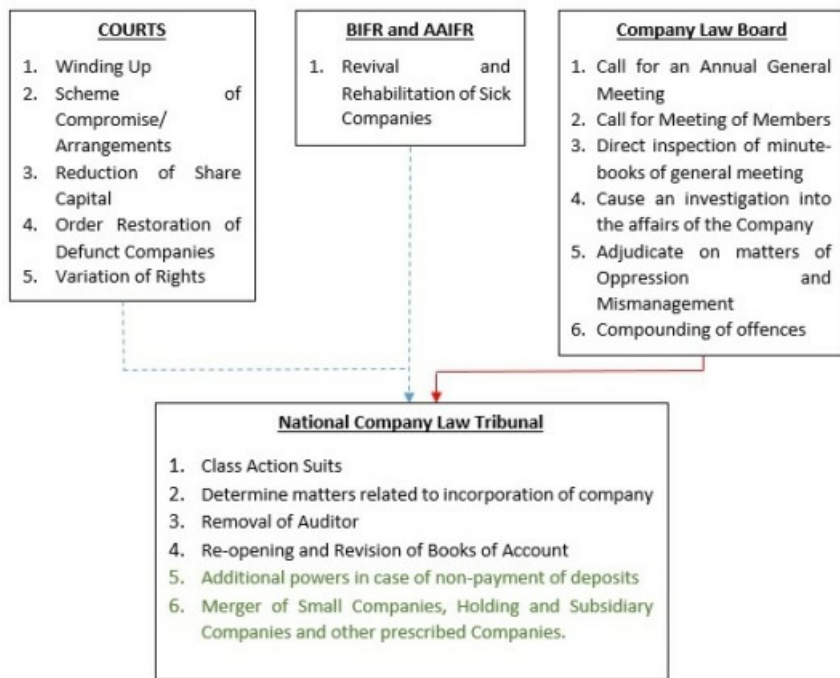 COURTS
1. Winding Up
2. Scheme of
Compromise/
Arrangements
3. Reduction of Share
Capital
4. Order Restoration of
Defunct Companies
5. Variation of Rights
BIFR and AAIFR
1. Revival and
Rehabilitation of Sick
Companies
Company Law Board
1. Call for an Annual General
Meeting
2. Call for Meeting of Members
3. Direct inspection of minute-
books of general meeting
4. Cause an investigation into
the affairs of the Company
5. Adjudicate on matters of
Oppression and
Mismanagement
6. Compounding of offences
National Company Law Tribunal
1. Class Action Suits
2. Determine matters related to incorporation of company
3. Removal of Auditor
4. Re-opening and Revision of Books of Account
5. Additional powers in case of non-payment of deposits
6. Merger of Small Companies, Holding and Subsidiary
Companies and other prescribed Companies.